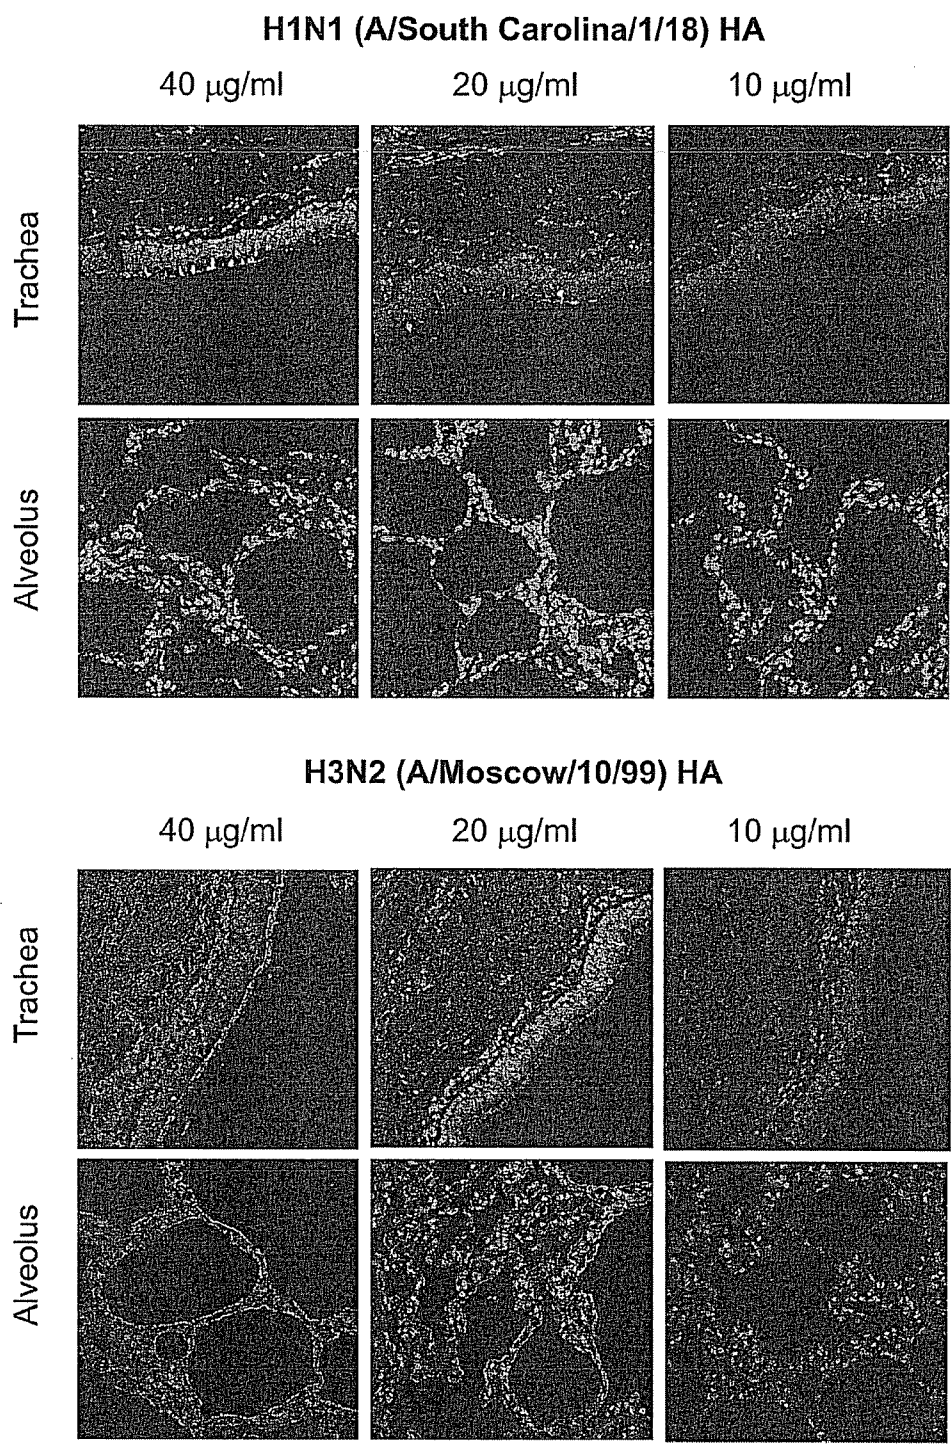 H1N1 (A/South Carolina/1/18) HA
40 μg/ml 20 μg/ml 10 μg/ml
Trachea
Alveolus
H3N2 (A/Moscow/10/99) HA
40 μg/ml 20 μg/ml 10 μg/ml
Trachea
Alveolus